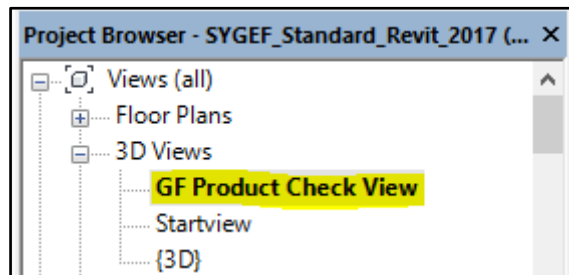 Project Browser - SYGEF_Standard_Revit_2017 (...
Views (all)
Floor Plans
3D Views
GF Product Check View
Startview
{3D}